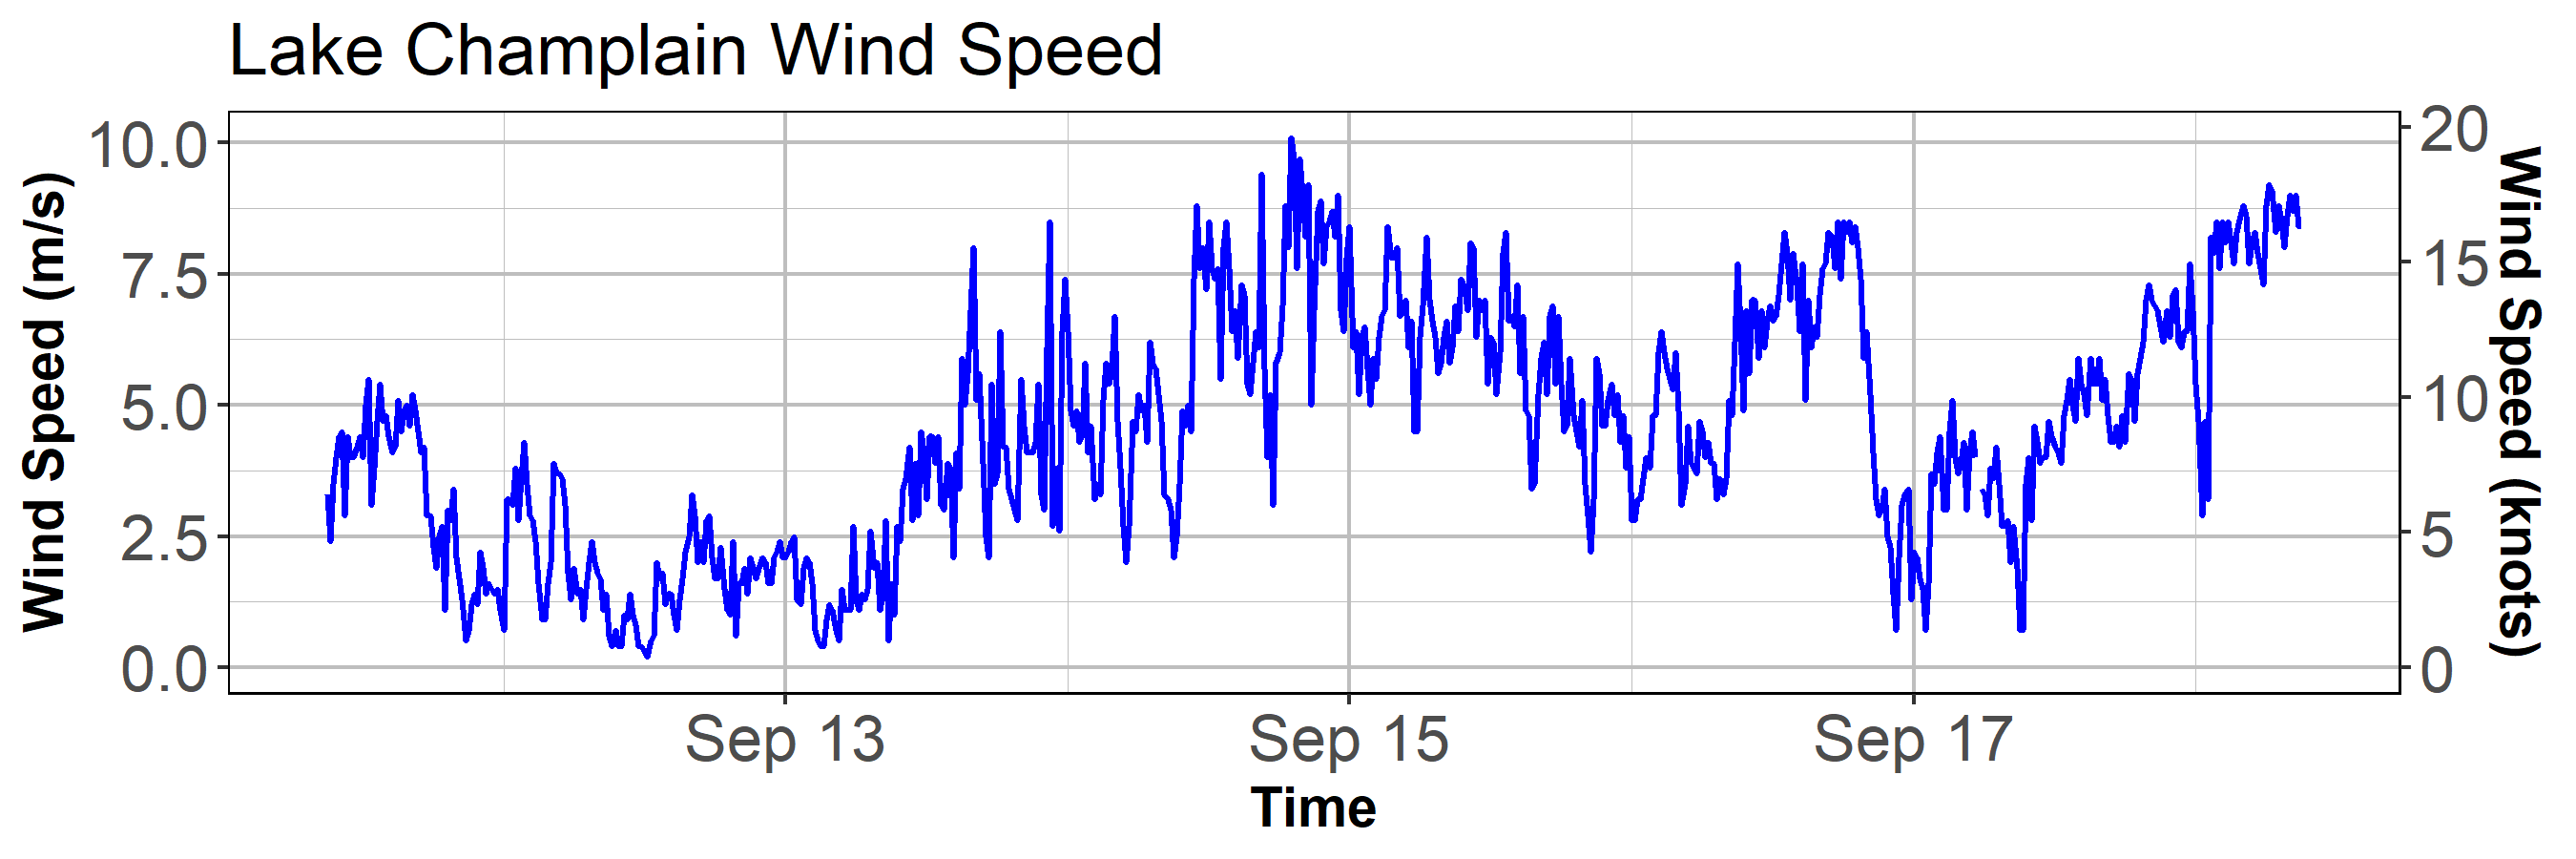 Lake Champlain Wind Speed
Wind Speed (m/s)
10.0
7.5
5.0
2.5
0.0
20
15
10
5
0
Wind Speed (knots)
Sep 13
Sep 15
Sep 17
Time